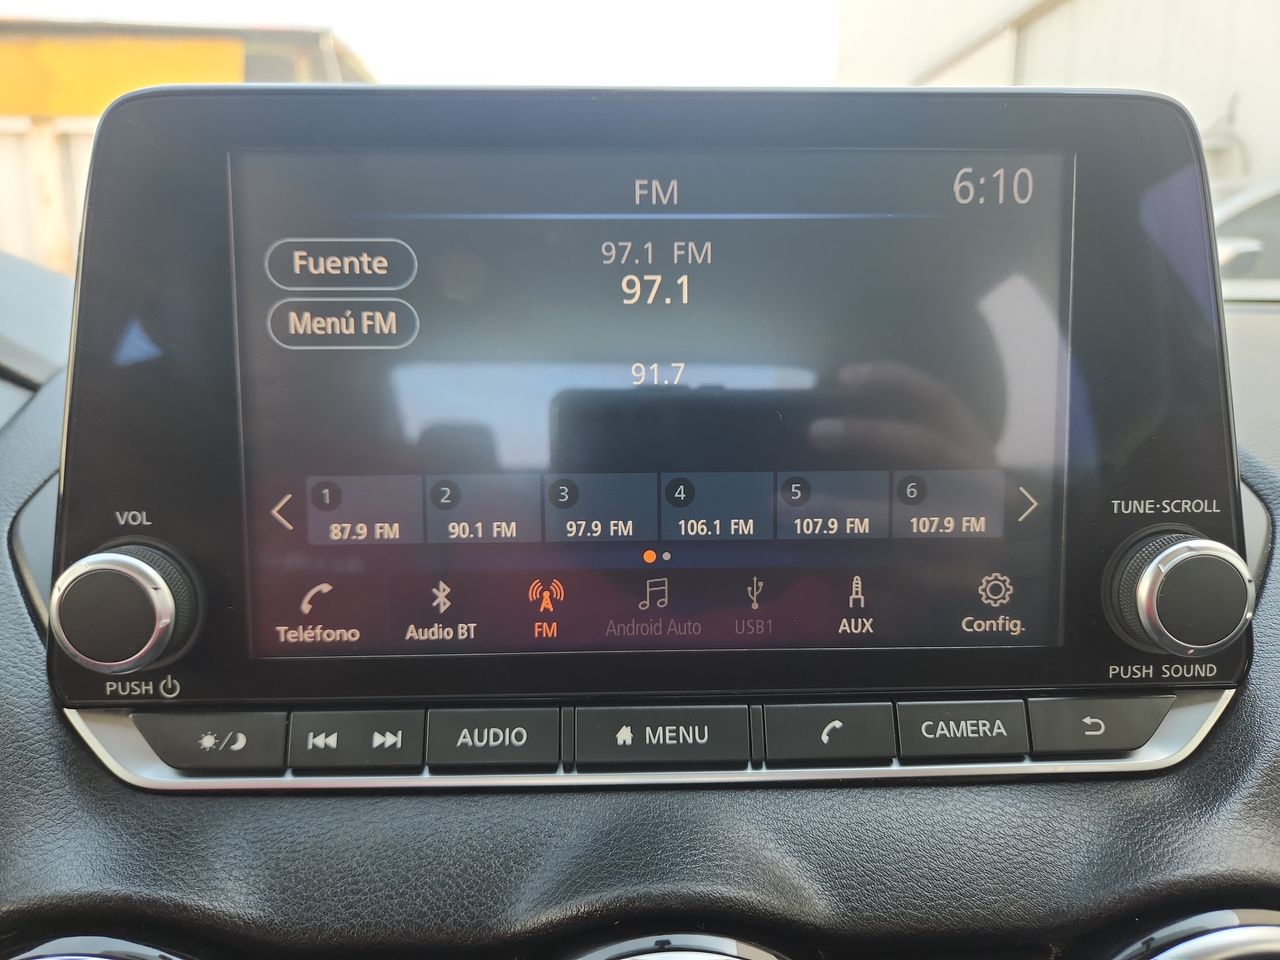 FM
6:10
Fuente
97.1 FM
97.1
Menú FM
91.7
1
2
3
4
5
6
87.9 FM
90.1 FM
97.9 FM
106.1 FM
107.9 FM
107.9 FM
VOL
TUNE·SCROLL
Teléfono
Audio BT
FM
Android Auto
USB1
AUX
Config.
PUSH
PUSH SOUND
AUDIO
MENU
CAMERA